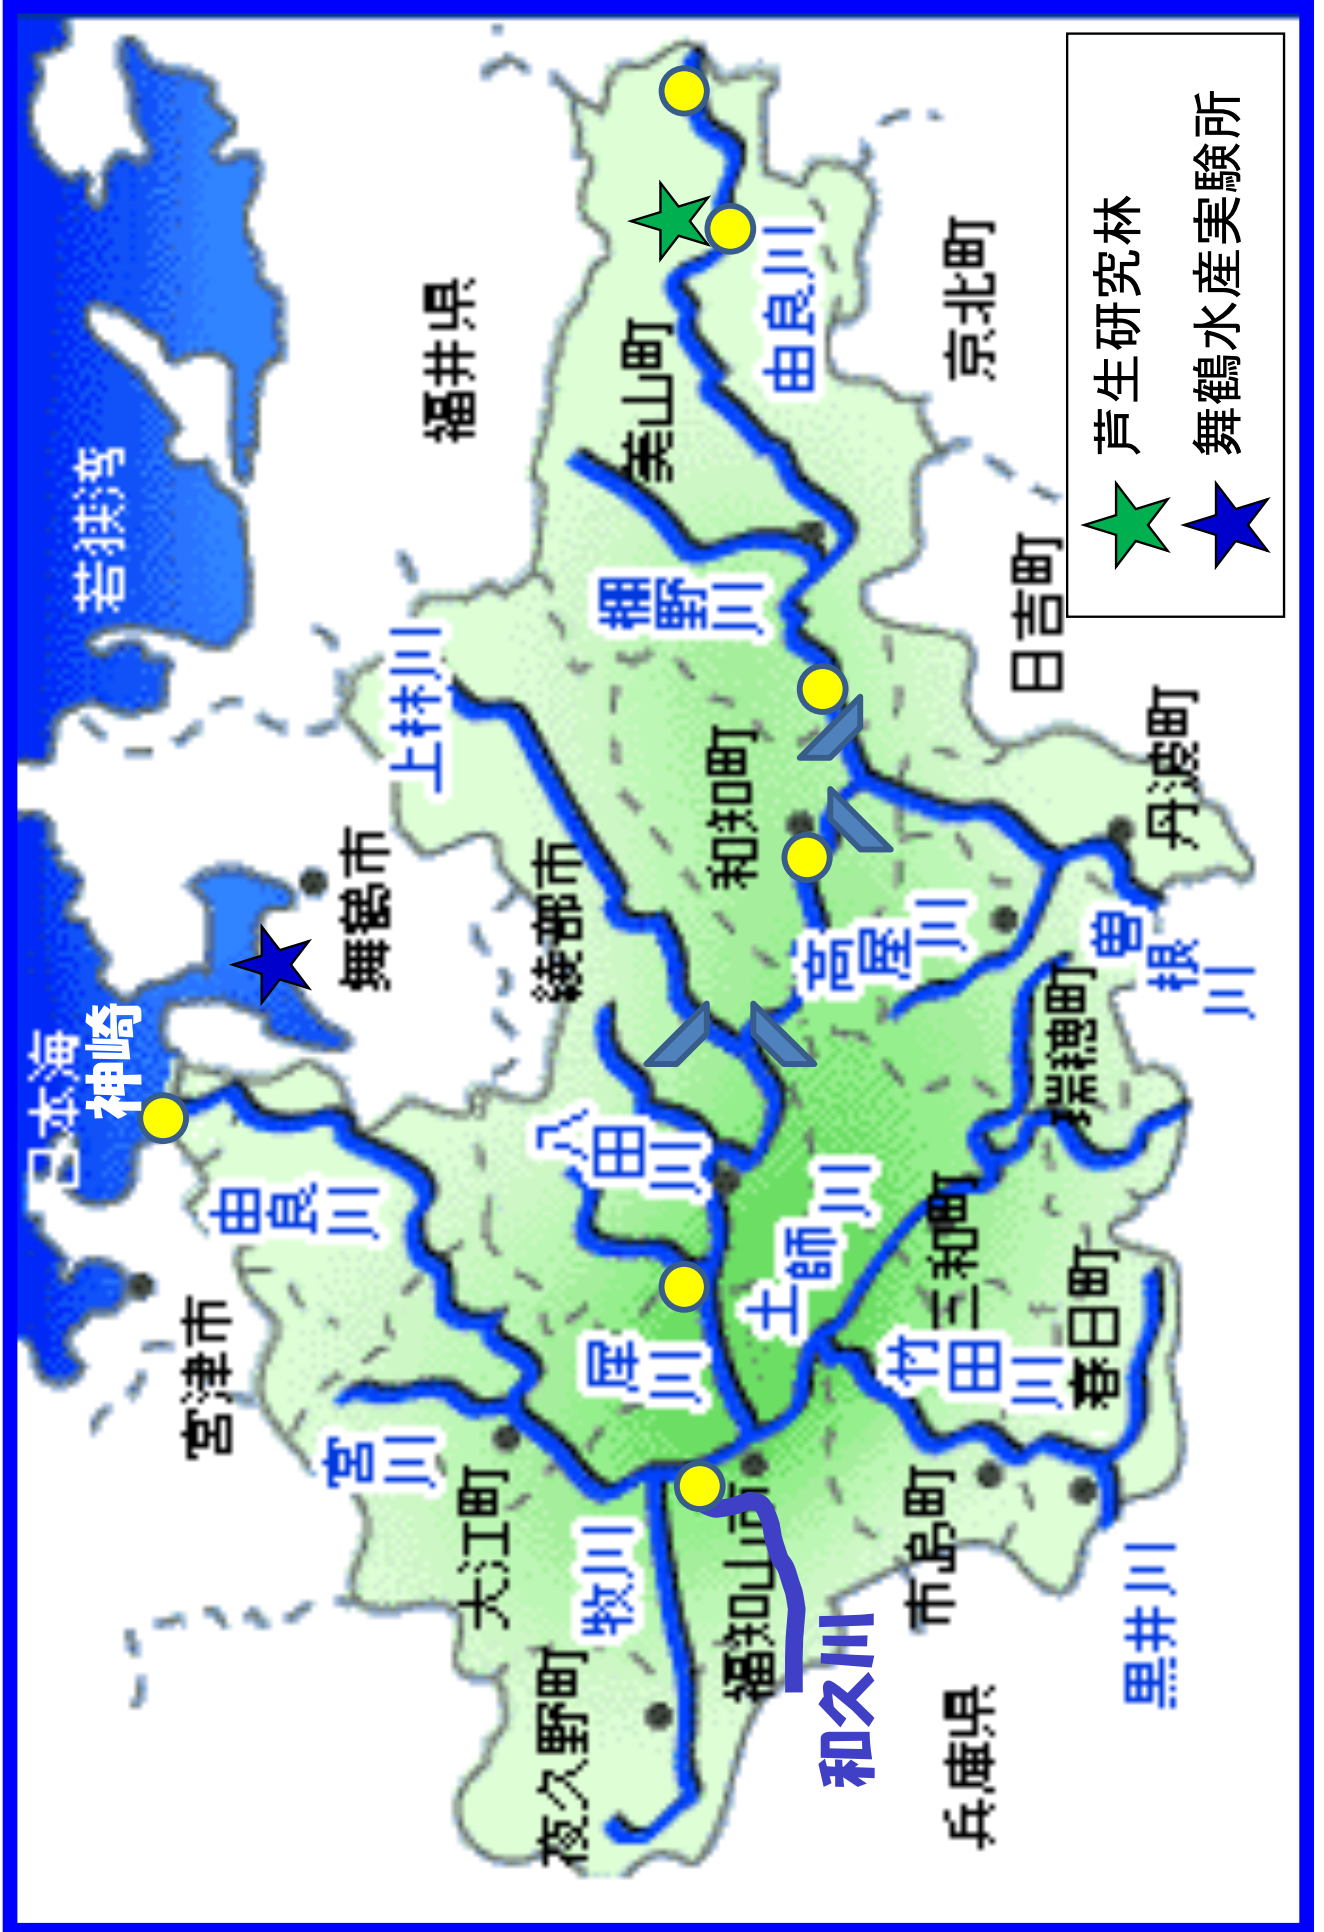 若狭湾
日本海
神崎
福井県
舞鶴市
宮津市
由良川
上林川
綾部市
美山町
由良川
棚野川
京北町
日吉町
和知町
丹波町
高屋川
曽根川
瑞穂町
八田川
犀川
土師川
三和町
竹田川
春日町
宮川
大江町
牧川
福知山市
市島町
夜久野町
和久川
兵庫県
黒井川
芦生研究林
舞鶴水産実験所